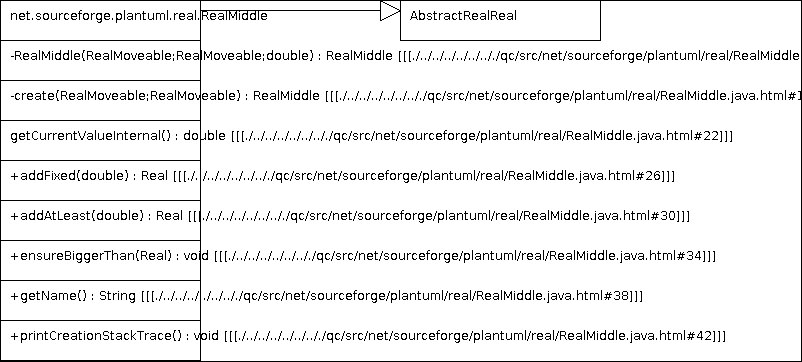 net.sourceforge.plantuml.real.RealMiddle
AbstractRealReal
-RealMiddle(RealMoveable;RealMoveable;double) : RealMiddle [[[./../../../../../../../qc/src/net/sourceforge/plantuml/real/RealMiddle
-create(RealMoveable;RealMoveable) : RealMiddle [[[./../../../../../../../qc/src/net/sourceforge/plantuml/real/RealMiddle.java.html#1
getCurrentValueInternal() : double [[[./../../../../../../../qc/src/net/sourceforge/plantuml/real/RealMiddle.java.html#22]]]
+addFixed(double) : Real [[[./../../../../../../../qc/src/net/sourceforge/plantuml/real/RealMiddle.java.html#26]]]
+addAtLeast(double) : Real [[[./../../../../../../../qc/src/net/sourceforge/plantuml/real/RealMiddle.java.html#30]]]
+ensureBiggerThan(Real) : void [[[./../../../../../../../qc/src/net/sourceforge/plantuml/real/RealMiddle.java.html#34]]]
+getName() : String [[[./../../../../../../../qc/src/net/sourceforge/plantuml/real/RealMiddle.java.html#38]]]
+printCreationStackTrace() : void [[[./../../../../../../../qc/src/net/sourceforge/plantuml/real/RealMiddle.java.html#42]]]